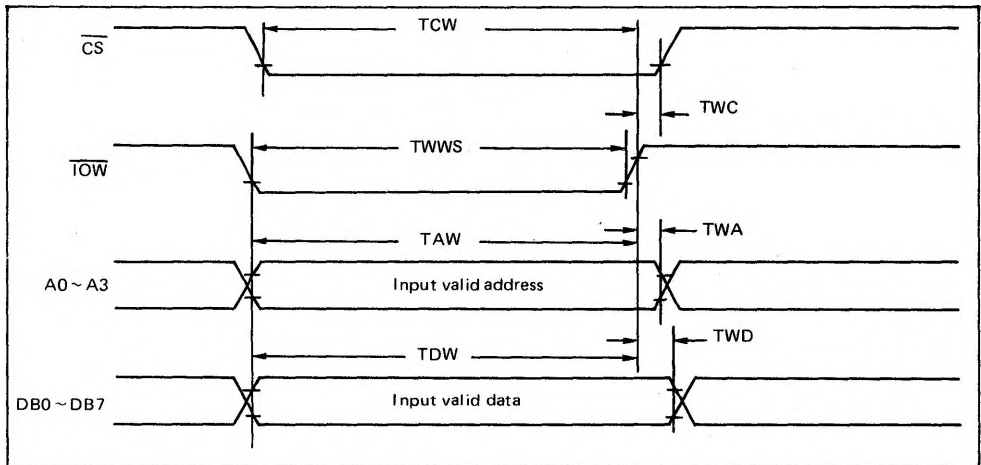 TCW
CS
TWC
TWWS
IOW
TWA
TAW
A0 ~ A3
Input valid address
TWD
TDW
DB0 ~ DB7
Input valid data